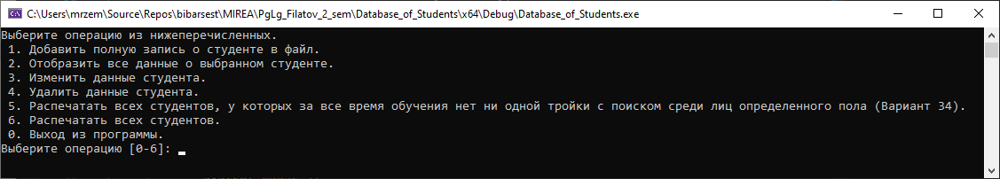 C:\Users\mrzem\Source\Repos\bibarsest\MIREA\PgLg_Filatov_2_sem\Database_of_Students\x64\Debug\Database_of_Students.exe
Выберите операцию из нижеперечисленных.
1. Добавить полную запись о студенте в файл.
2. Отобразить все данные о выбранном студенте.
3. Изменить данные студента.
4. Удалить данные студента.
5. Распечатать всех студентов, у которых за все время обучения нет ни одной тройки с поиском среди лиц определенного пола (Вариант 34).
6. Распечатать всех студентов.
0. Выход из программы.
Выберите операцию [0-6]: